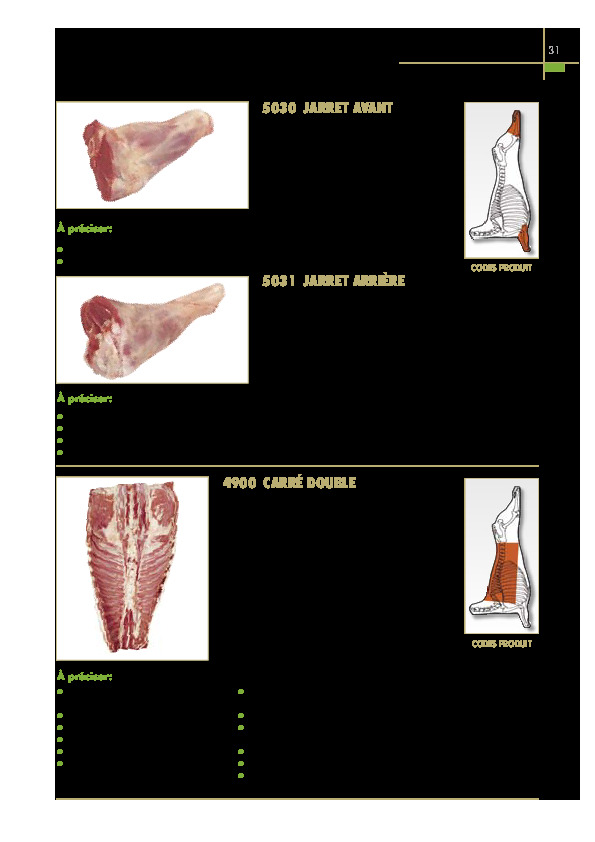 31
5030 JARRET AVANT
À préciser:
CODES PRODUIT
5031 JARRET ARRIÈRE
À préciser:
4900 CARRÉ DOUBLE
CODES PRODUIT
À préciser: